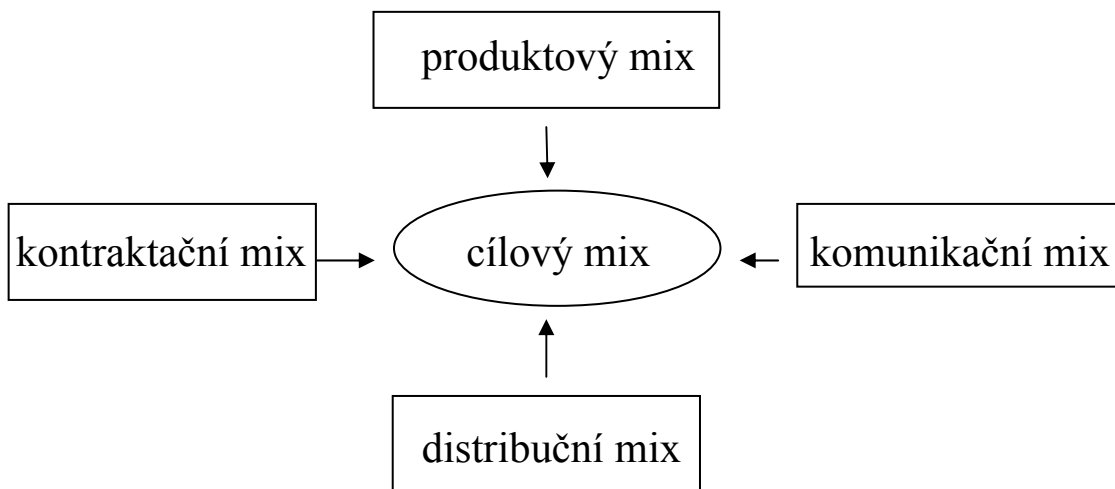 produktový mix
kontraktační mix
cílový mix
komunikační mix
distribuční mix